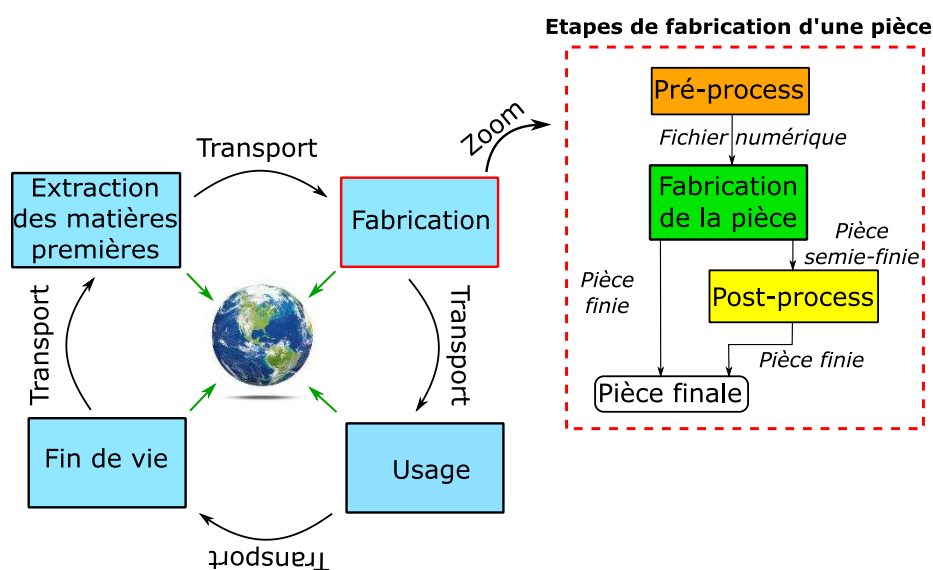 Etapes de fabrication d'une pièce
Pré-process
Zoom
Fichier numérique
Transport
Extraction
des matières
premières
Fabrication
Fabrication
de la pièce
Pièce
semie-finie
Pièce
finie
Post-process
Transport
Transport
Pièce finie
Pièce finale
Fin de vie
Usage
Transport